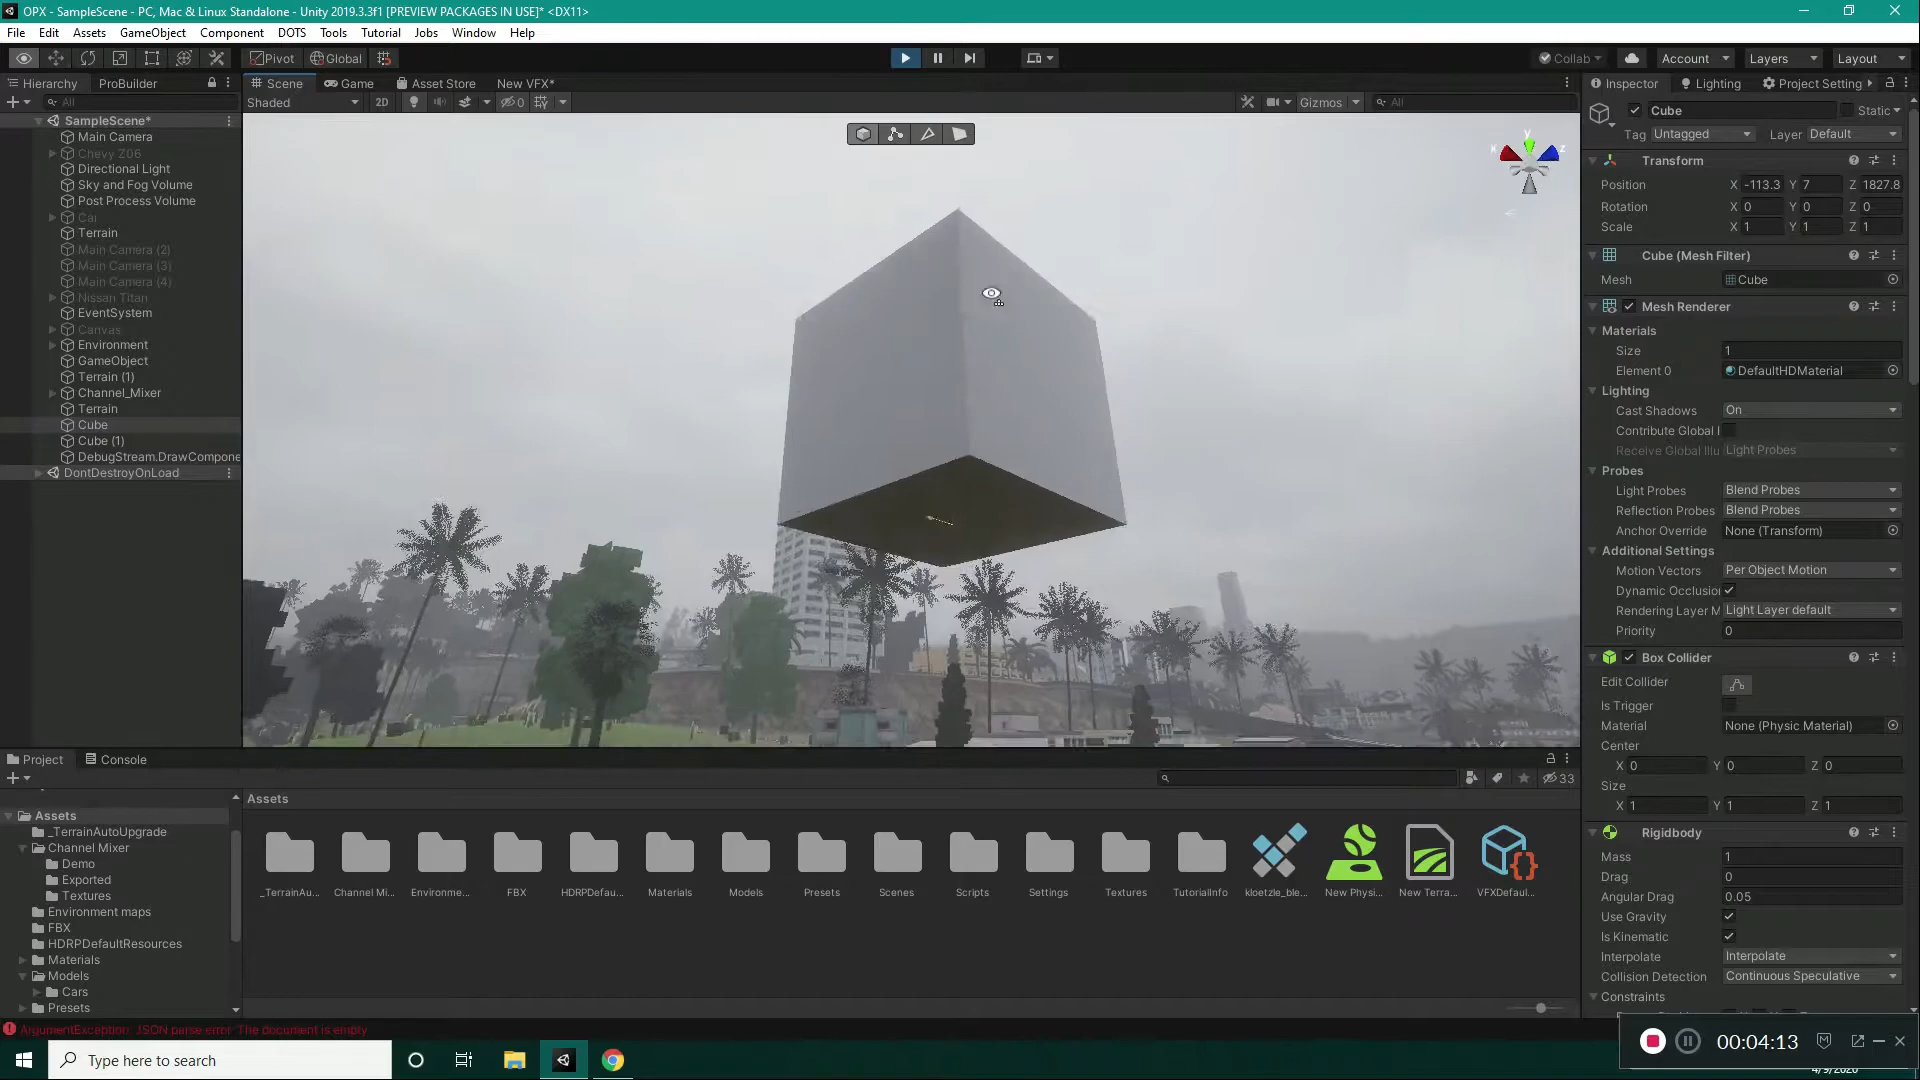 OPX - SampleScene - PC, Mac & Linux Standalone - Unity 2019.3.3f1 [PREVIEW PACKAGES IN USE]* <DX11>
File Edit Assets GameObject Component DOTS Tools Tutorial Jobs Window Help
Pivot Global Collab Account Layers Layout
Hierarchy ProBuilder
All
SampleScene*
Main Camera
Chevy Z06
Directional Light
Sky and Fog Volume
Post Process Volume
Car
Terrain
Main Camera (2)
Main Camera (3)
Main Camera (4)
Nissan Titan
EventSystem
Canvas
Environment
GameObject
Terrain (1)
Channel_Mixer
Terrain
Cube
Cube (1)
DebugStream.DrawCompone
DontDestroyOnLoad
Scene Game Asset Store New VFX*
Shaded 2D 0 Gizmos All
y
x z
Inspector Lighting Project Setting
Cube Static
Tag Untagged Layer Default
Transform
Position X -113.3 Y 7 Z 1827.8
Rotation X 0 Y 0 Z 0
Scale X 1 Y 1 Z 1
Cube (Mesh Filter)
Mesh Cube
Mesh Renderer
Materials
Size 1
Element 0 DefaultHDMaterial
Lighting
Cast Shadows On
Contribute Global I
Receive Global Illu Light Probes
Probes
Light Probes Blend Probes
Reflection Probes Blend Probes
Anchor Override None (Transform)
Additional Settings
Motion Vectors Per Object Motion
Dynamic Occlusio
Rendering Layer M Light Layer default
Priority 0
Box Collider
Edit Collider
Is Trigger
Material None (Physic Material)
Center
X 0 Y 0 Z 0
Size
X 1 Y 1 Z 1
Rigidbody
Mass 1
Drag 0
Angular Drag 0.05
Use Gravity
Is Kinematic
Interpolate Interpolate
Collision Detection Continuous Speculative
Constraints
Project Console
33
Assets
_TerrainAutoUpgrade
Channel Mixer
Demo
Exported
Textures
Environment maps
FBX
HDRPDefaultResources
Materials
Models
Cars
Presets
Assets
_TerrainAu... Channel Mi... Environme... FBX HDRPDefau... Materials Models Presets Scenes Scripts Settings Textures TutorialInfo kloetzle_ble... New Physi... New Terra... VFXDefaul...
ArgumentException: JSON parse error: The document is empty.
Type here to search
00:04:13
4/9/2020